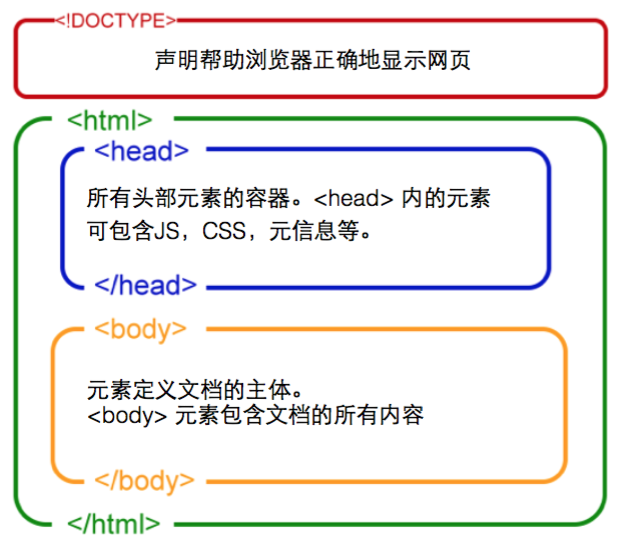 <!DOCTYPE>
声明帮助浏览器正确地显示网页
<html>
<head>
所有头部元素的容器。<head> 内的元素
可包含JS，CSS，元信息等。
</head>
<body>
元素定义文档的主体。
<body> 元素包含文档的所有内容
</body>
</html>